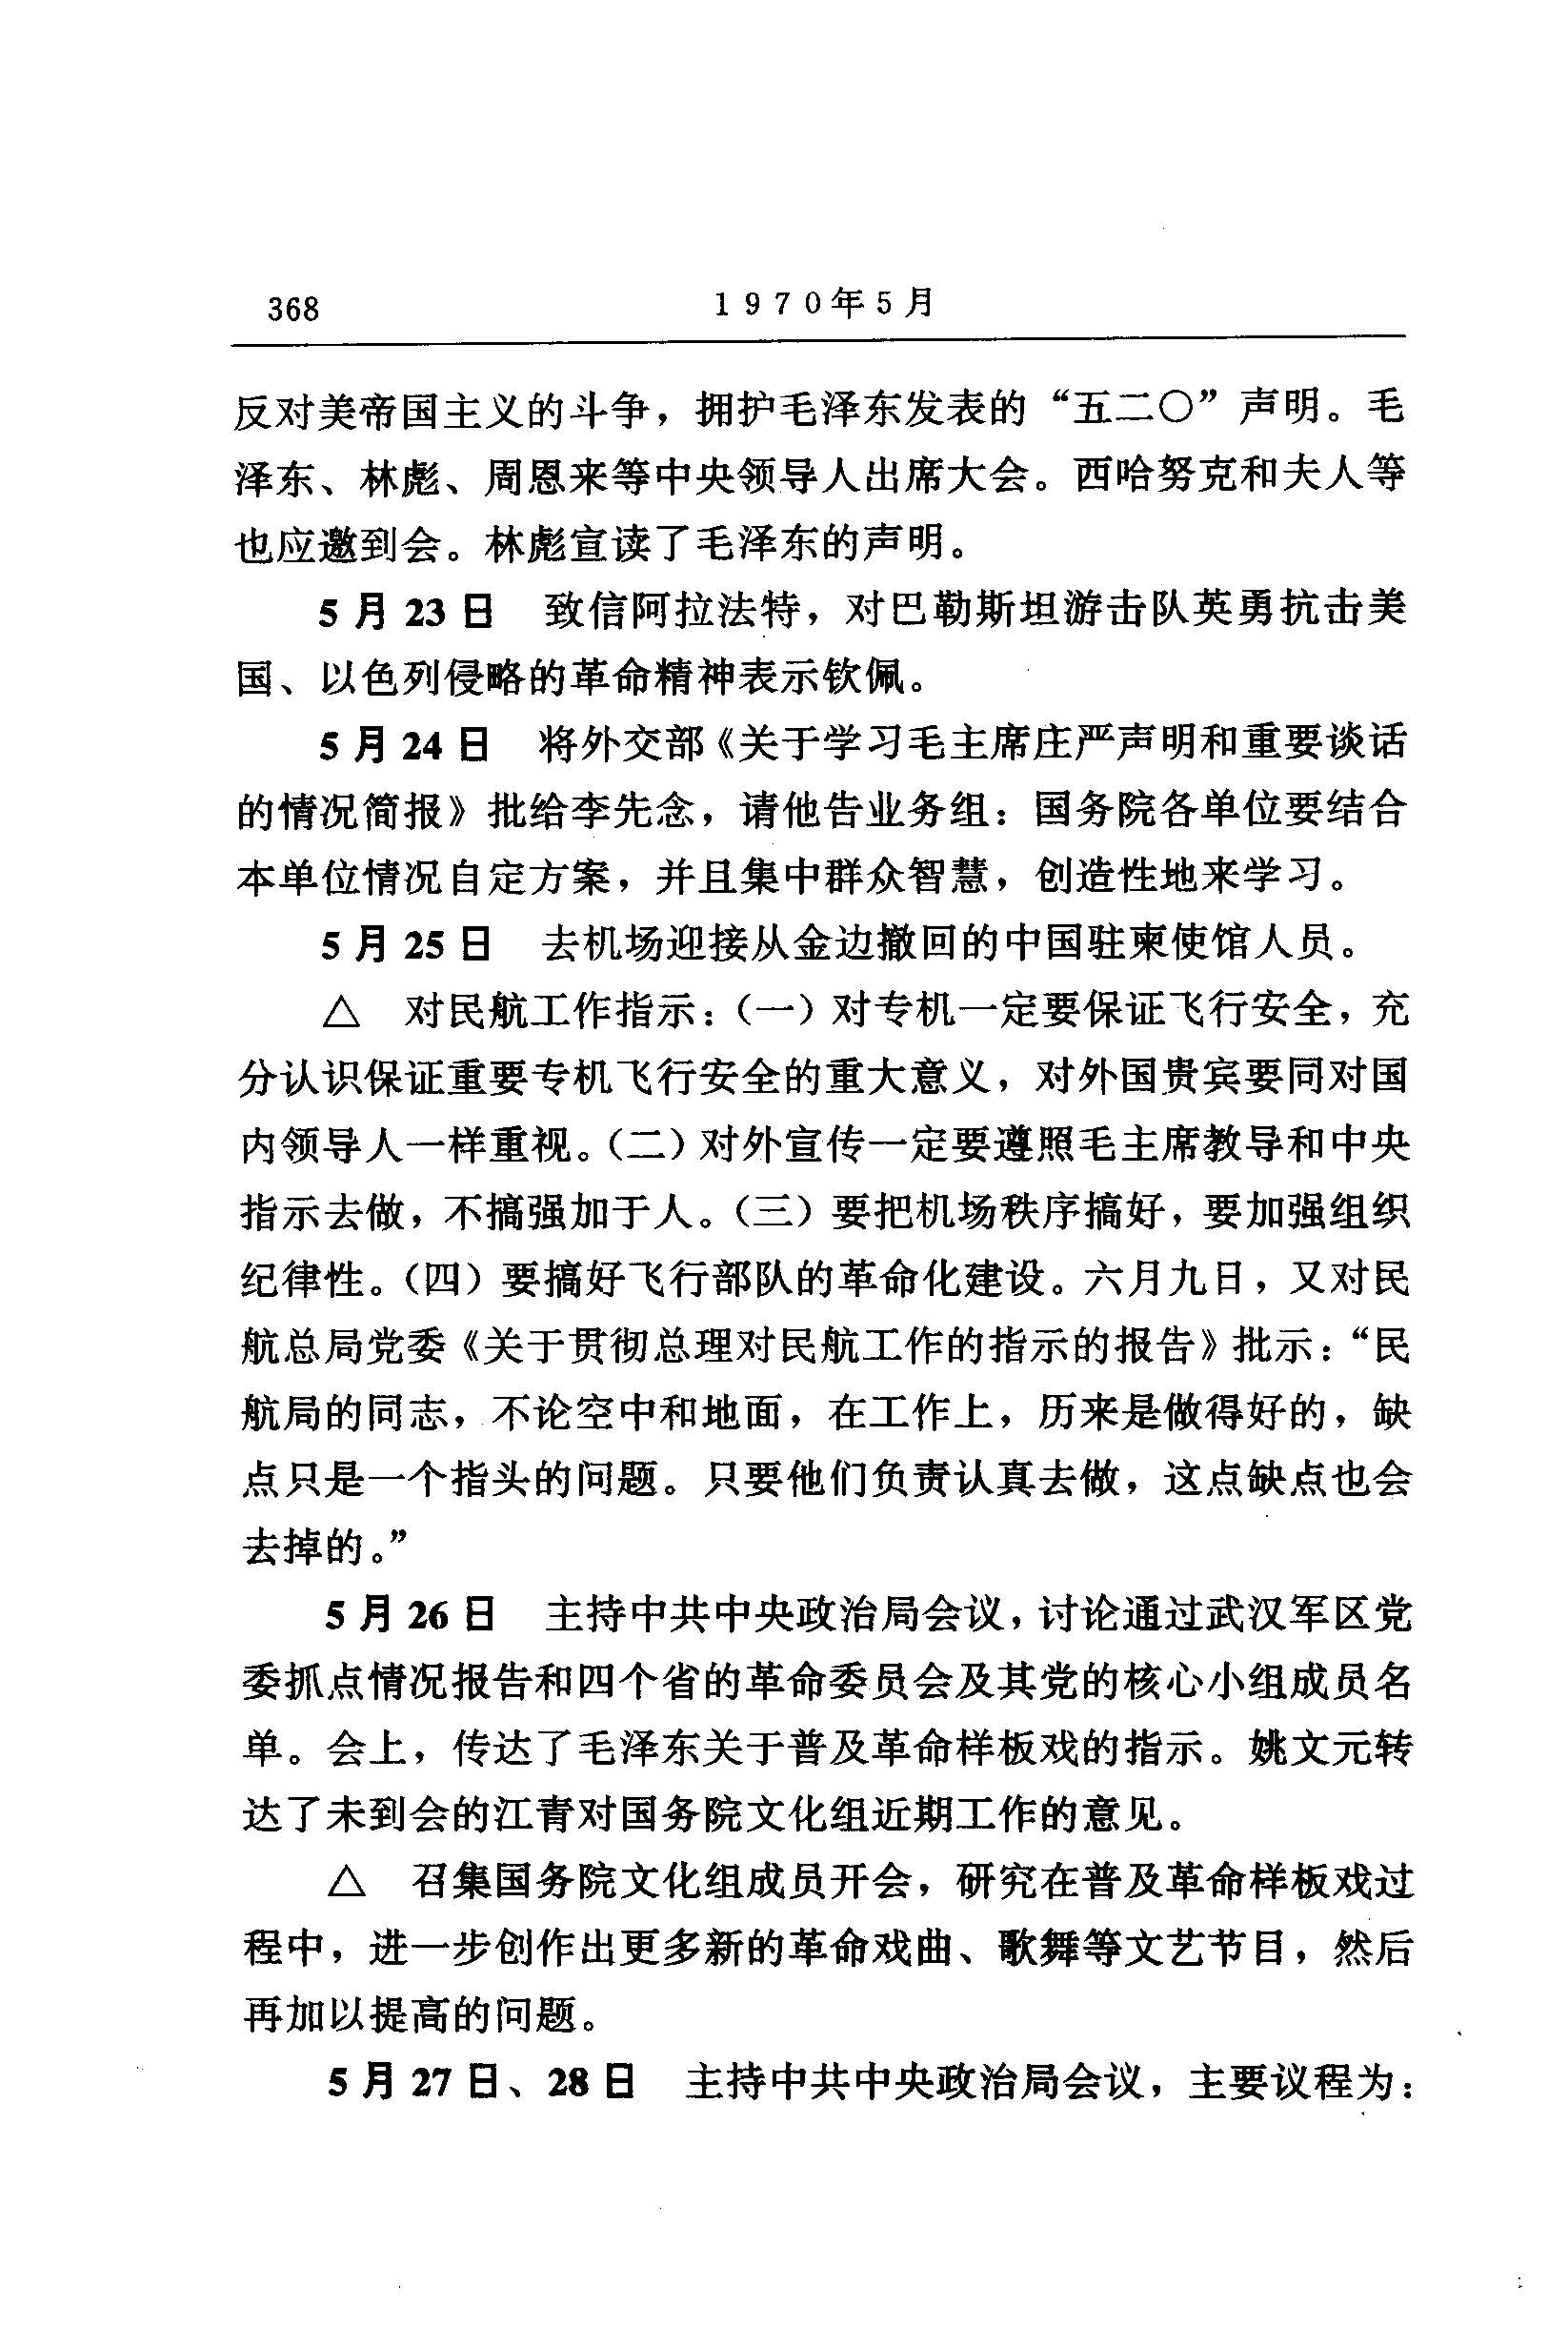 368
1970年5月
反对美帝国主义的斗争，拥护毛泽东发表的“五二〇”声明。毛
泽东、林彪、周恩来等中央领导人出席大会。西哈努克和夫人等
也应邀到会。林彪宣读了毛泽东的声明。
5月23日　致信阿拉法特，对巴勒斯坦游击队英勇抗击美
国、以色列侵略的革命精神表示钦佩。
5月24日　将外交部《关于学习毛主席庄严声明和重要谈话
的情况简报》批给李先念，请他告业务组：国务院各单位要结合
本单位情况自定方案，并且集中群众智慧，创造性地来学习。
5月25日　去机场迎接从金边撤回的中国驻柬使馆人员。
△　对民航工作指示：（一）对专机一定要保证飞行安全，充
分认识保证重要专机飞行安全的重大意义，对外国贵宾要同对国
内领导人一样重视。（二）对外宣传一定要遵照毛主席教导和中央
指示去做，不搞强加于人。（三）要把机场秩序搞好，要加强组织
纪律性。（四）要搞好飞行部队的革命化建设。六月九日，又对民
航总局党委《关于贯彻总理对民航工作的指示的报告》批示：“民
航局的同志，不论空中和地面，在工作上，历来是做得好的，缺
点只是一个指头的问题。只要他们负责认真去做，这点缺点也会
去掉的。”
5月26日　主持中共中央政治局会议，讨论通过武汉军区党
委抓点情况报告和四个省的革命委员会及其党的核心小组成员名
单。会上，传达了毛泽东关于普及革命样板戏的指示。姚文元转
达了未到会的江青对国务院文化组近期工作的意见。
△　召集国务院文化组成员开会，研究在普及革命样板戏过
程中，进一步创作出更多新的革命戏曲、歌舞等文艺节目，然后
再加以提高的问题。
5月27日、28日　主持中共中央政治局会议，主要议程为：